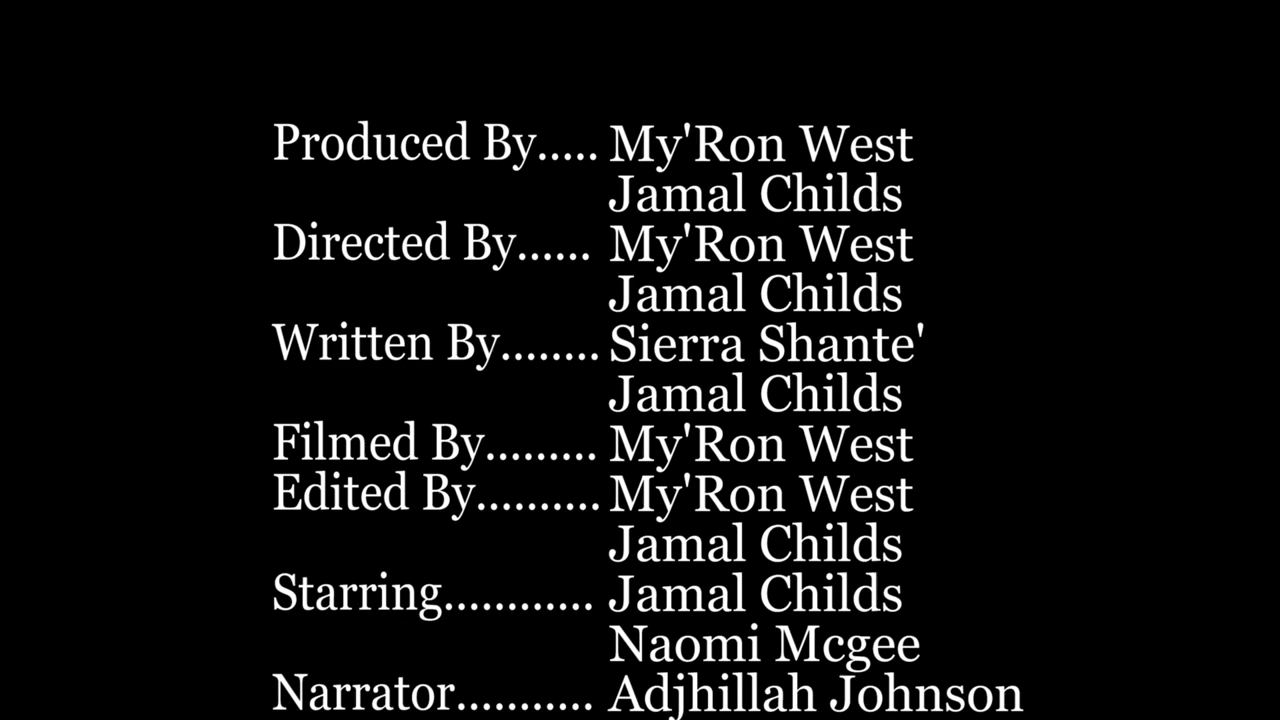 Produced By..... My'Ron West
Jamal Childs
Directed By...... My'Ron West
Jamal Childs
Written By........ Sierra Shante'
Jamal Childs
Filmed By......... My'Ron West
Edited By.......... My'Ron West
Jamal Childs
Starring............ Jamal Childs
Naomi Mcgee
Narrator........... Adjhillah Johnson